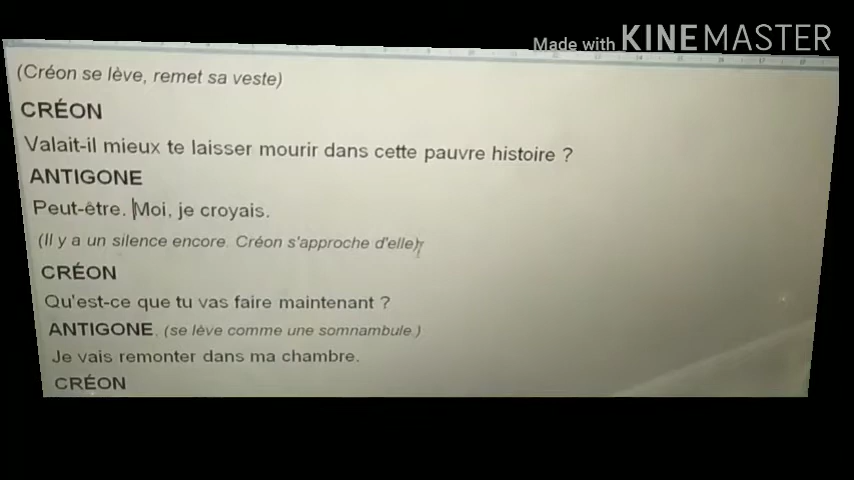 Made with KINEMASTER
(Créon se lève, remet sa veste)
CRÉON
Valait-il mieux te laisser mourir dans cette pauvre histoire ?
ANTIGONE
Peut-être. Moi, je croyais.
(Il y a un silence encore. Créon s'approche d'elle)
CRÉON
Qu'est-ce que tu vas faire maintenant ?
ANTIGONE, (se lève comme une somnambule.)
Je vais remonter dans ma chambre.
CRÉON